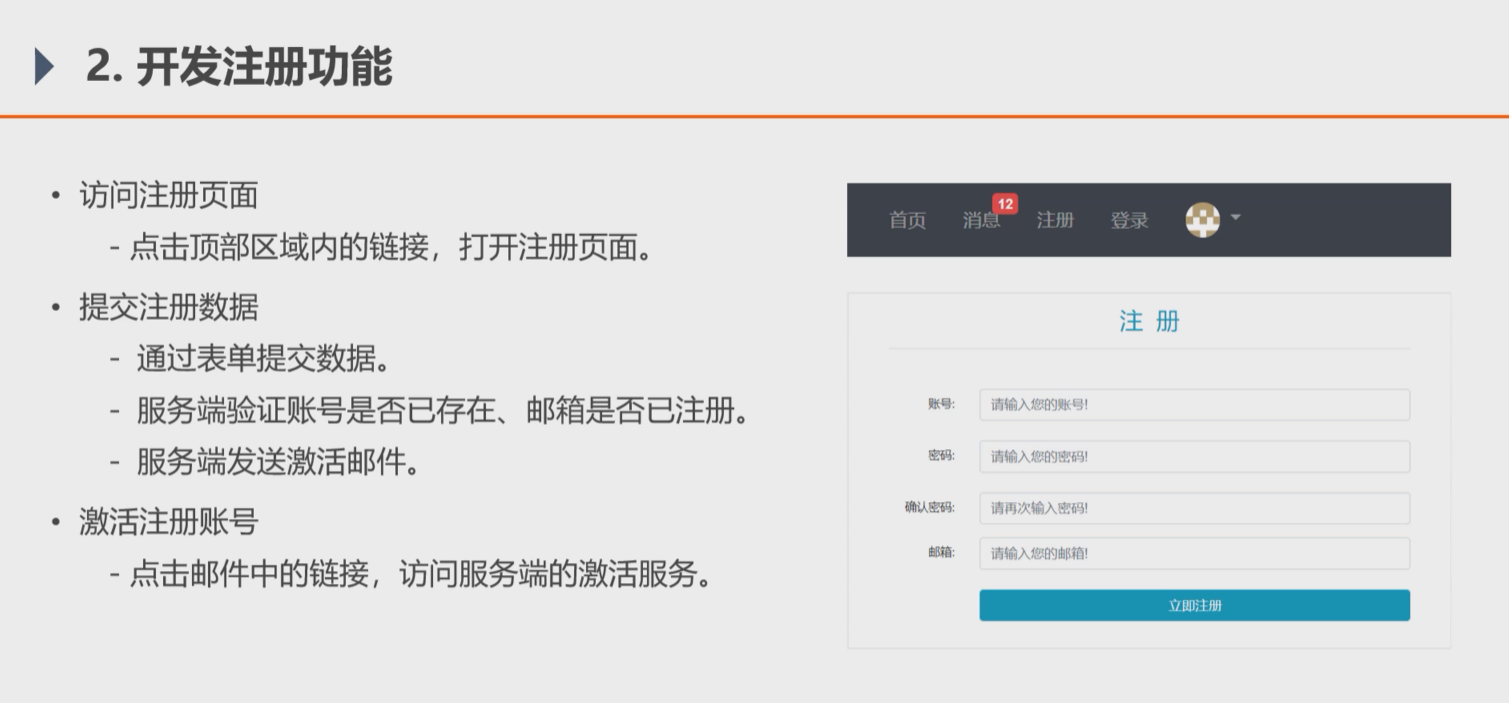 2. 开发注册功能
• 访问注册页面
- 点击顶部区域内的链接，打开注册页面。
• 提交注册数据
- 通过表单提交数据。
- 服务端验证账号是否已存在、邮箱是否已注册。
- 服务端发送激活邮件。
• 激活注册账号
- 点击邮件中的链接，访问服务端的激活服务。
首页 消息 12 注册 登录
注 册
账号: 请输入您的账号!
密码: 请输入您的密码!
确认密码: 请再次输入密码!
邮箱: 请输入您的邮箱!
立即注册